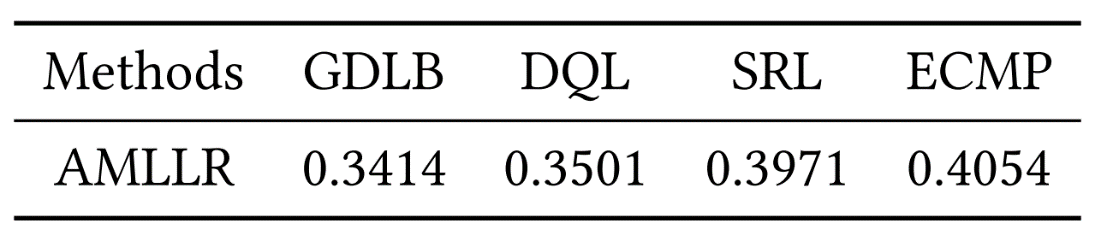 Methods GDLB DQL SRL ECMP
AMLLR 0.3414 0.3501 0.3971 0.4054